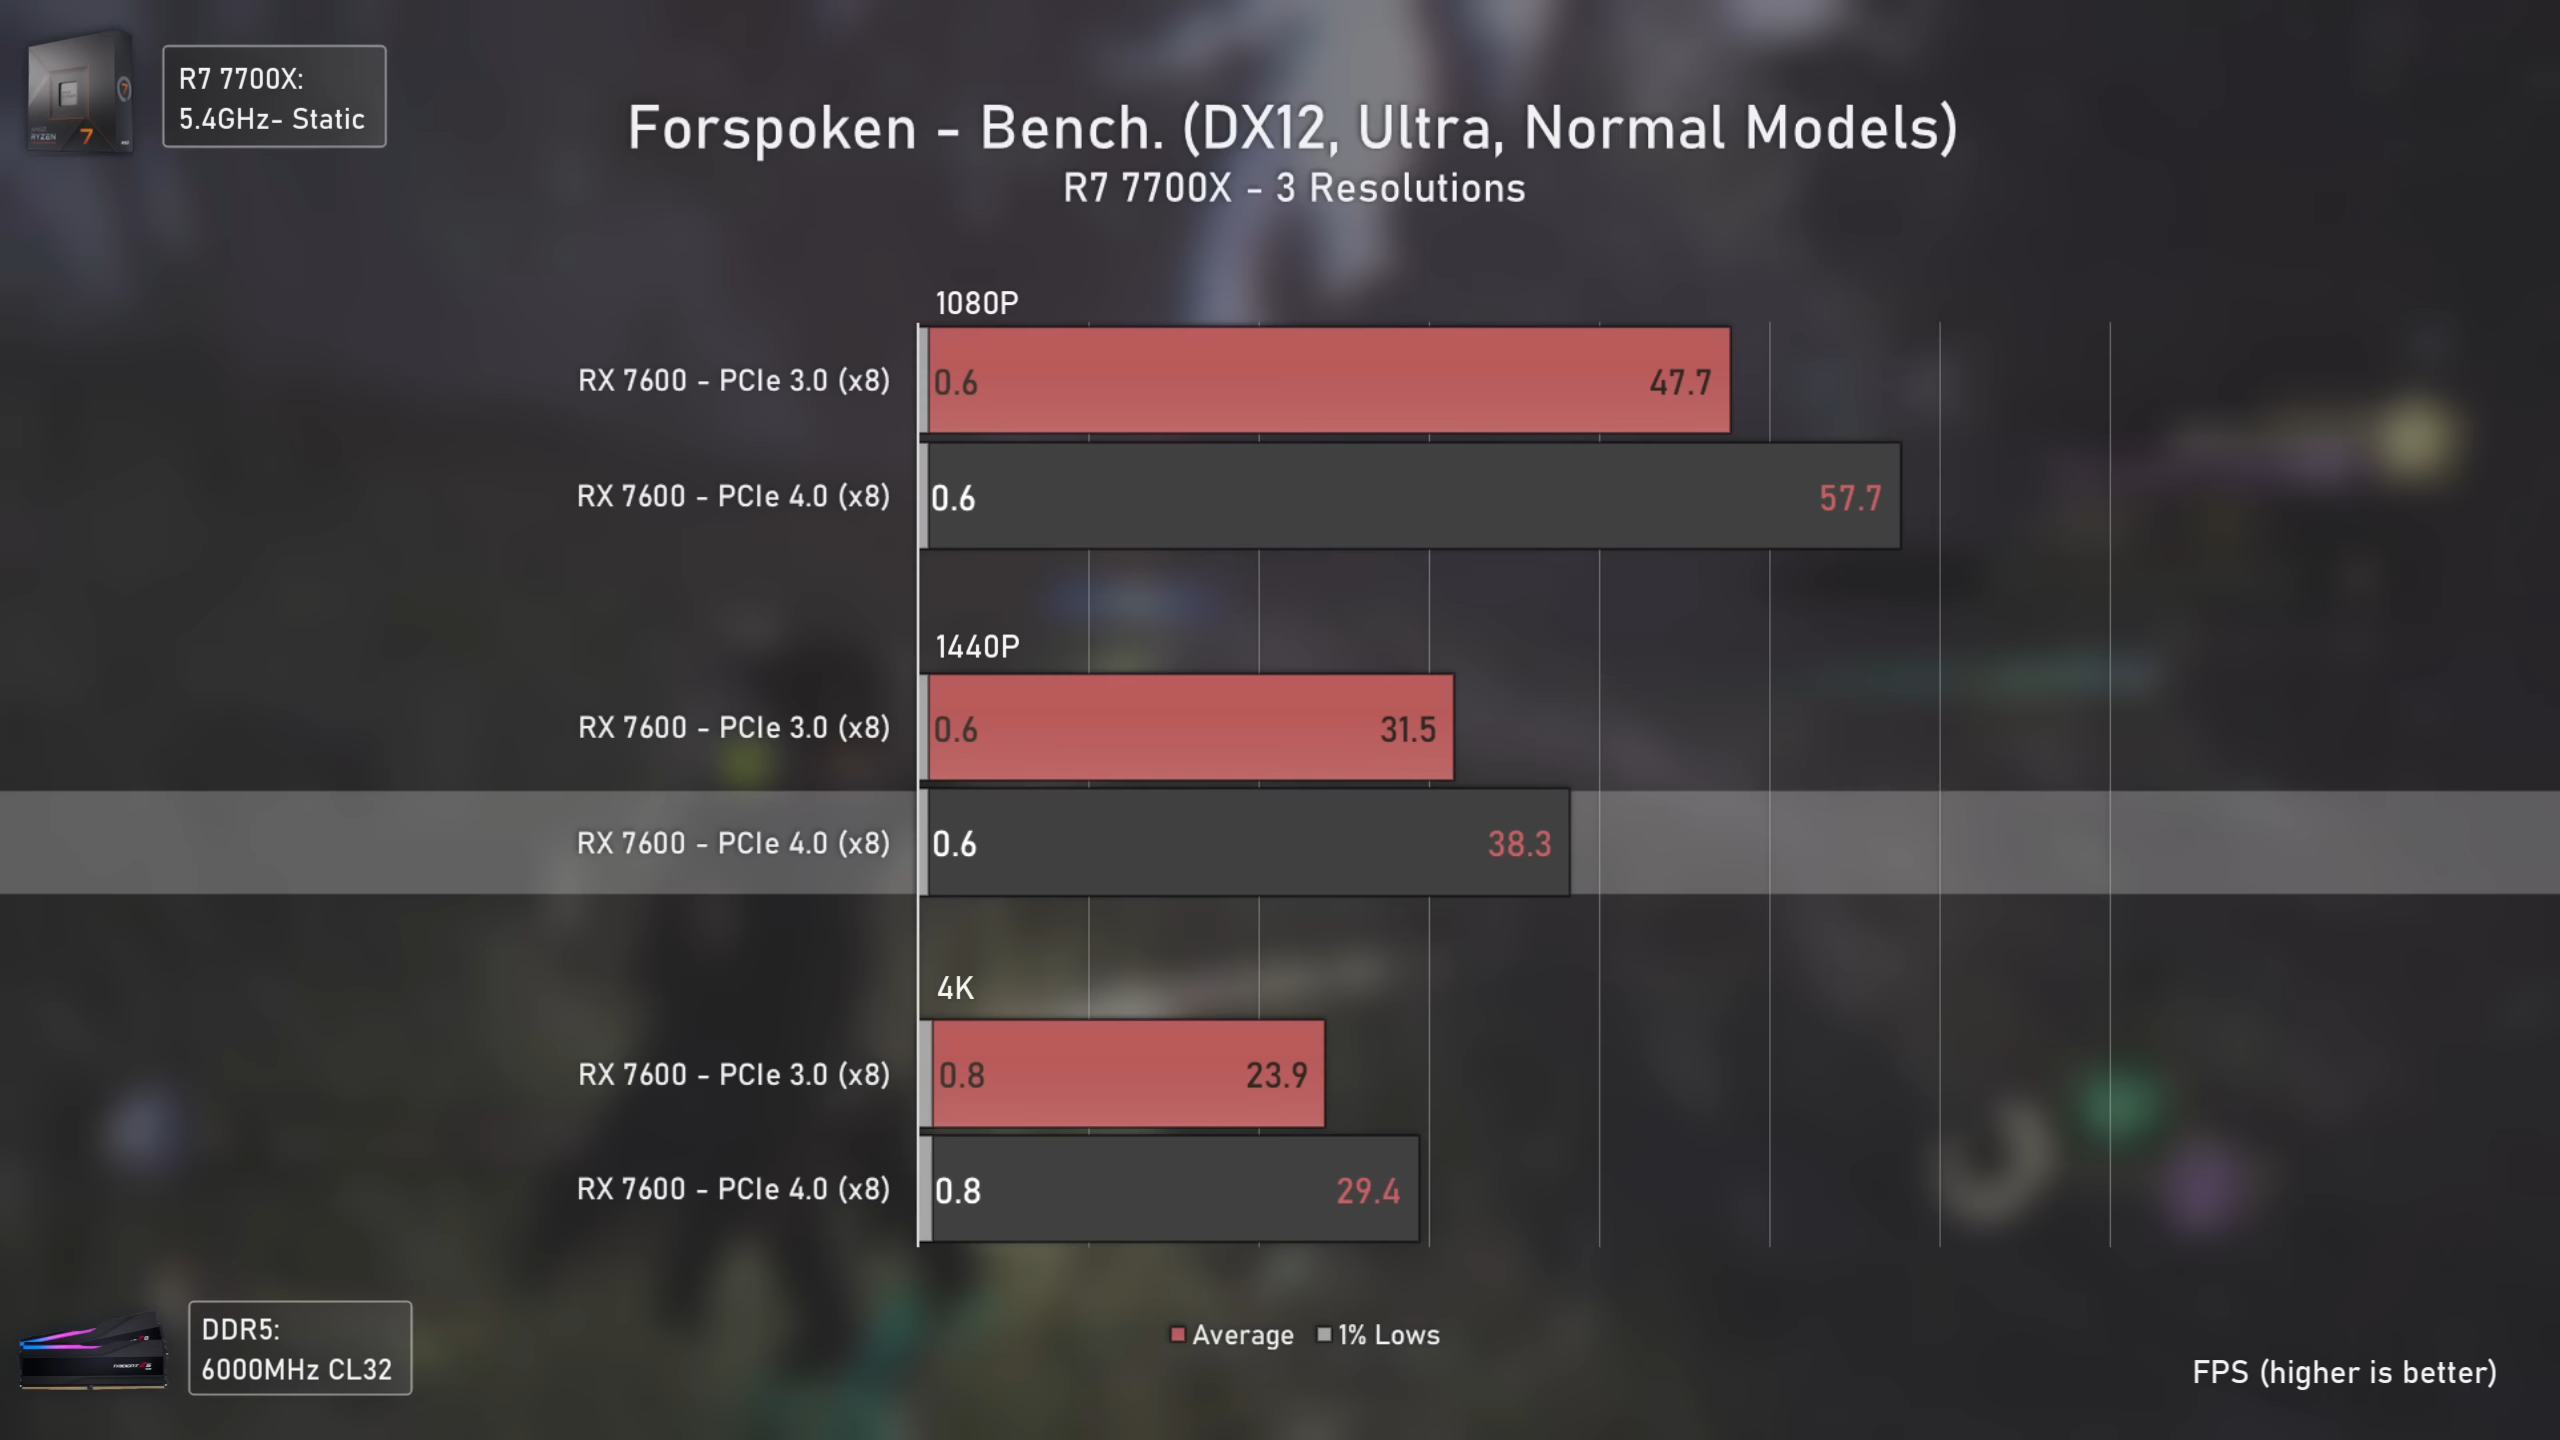 R7 7700X:
5.4GHz- Static
RYZEN 7
Forspoken - Bench. (DX12, Ultra, Normal Models)
R7 7700X - 3 Resolutions
1080P
RX 7600 - PCIe 3.0 (x8) 0.6 47.7
RX 7600 - PCIe 4.0 (x8) 0.6 57.7
1440P
RX 7600 - PCIe 3.0 (x8) 0.6 31.5
RX 7600 - PCIe 4.0 (x8) 0.6 38.3
4K
RX 7600 - PCIe 3.0 (x8) 0.8 23.9
RX 7600 - PCIe 4.0 (x8) 0.8 29.4
Average 1% Lows
DDR5:
6000MHz CL32
FPS (higher is better)